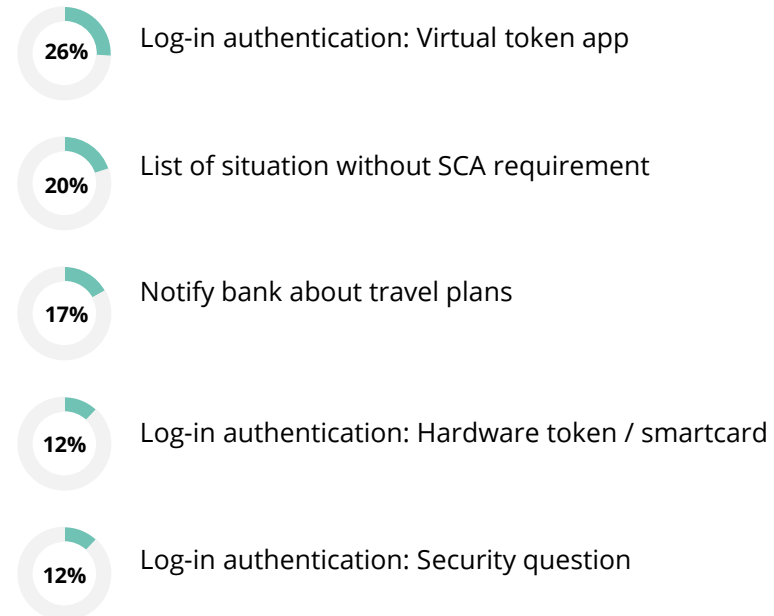 26%
Log-in authentication: Virtual token app
20%
List of situation without SCA requirement
17%
Notify bank about travel plans
12%
Log-in authentication: Hardware token / smartcard
12%
Log-in authentication: Security question